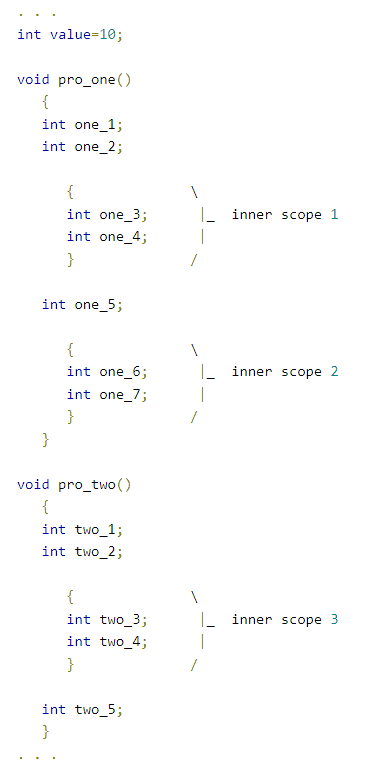 . . .
int value=10;
void pro_one()
{
int one_1;
int one_2;
{ \
int one_3; |_ inner scope 1
int one_4; |
} /
int one_5;
{ \
int one_6; |_ inner scope 2
int one_7; |
} /
}
void pro_two()
{
int two_1;
int two_2;
{ \
int two_3; |_ inner scope 3
int two_4; |
} /
int two_5;
}
. . .